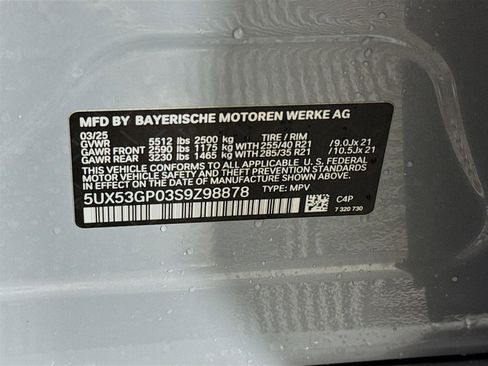 MFD BY BAYERISCHE MOTOREN WERKE AG
03/25
GVWR 5512 lbs 2500 kg TIRE / RIM
GAWR FRONT 2590 lbs 1175 kg WITH 255/40 R21 /9.0Jx 21
GAWR REAR 3230 lbs 1465 kg WITH 285/35 R21 /10.5Jx 21
THIS VEHICLE CONFORMS TO ALL APPLICABLE U.S. FEDERAL
MOTOR VEHICLE SAFETY STANDARDS IN EFFECT ON THE
DATE OF MANUFACTURE SHOWN ABOVE.
5UX53GP03S9Z98878 TYPE: MPV
C4P
7 320 730